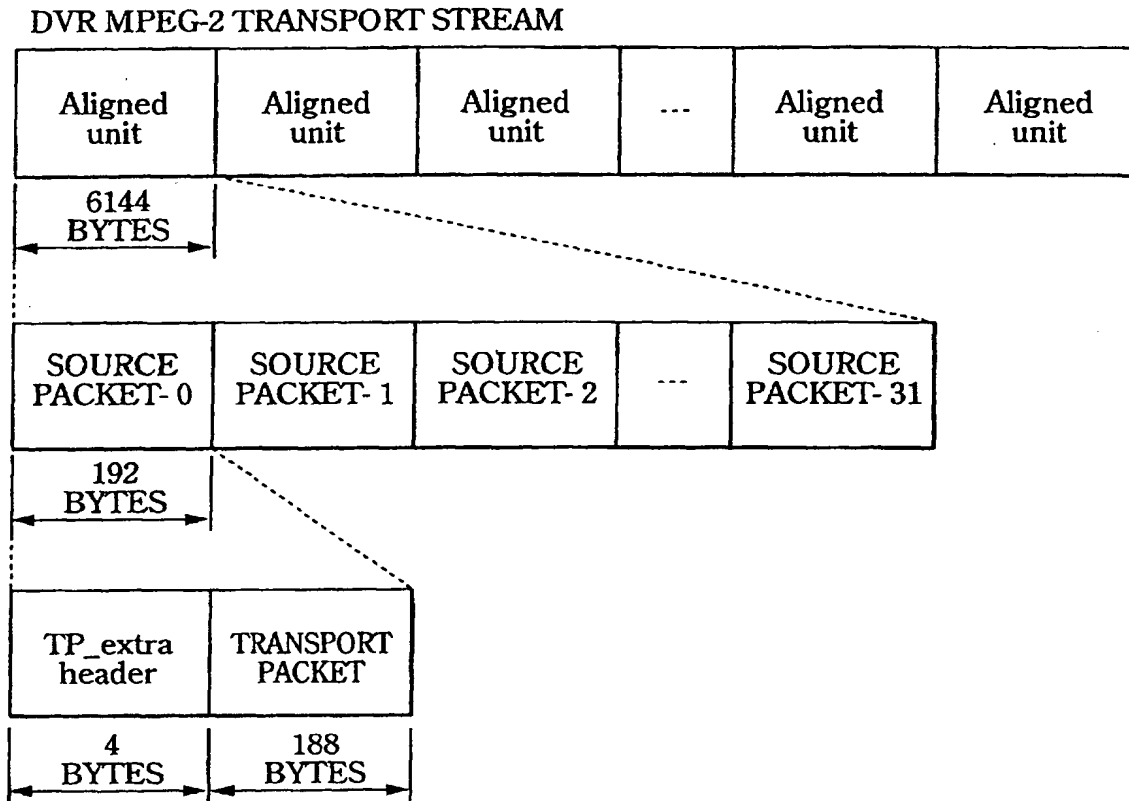 DVR MPEG-2 TRANSPORT STREAM
Aligned unit
Aligned unit
Aligned unit
---
Aligned unit
Aligned unit
6144 BYTES
SOURCE PACKET- 0
SOURCE PACKET- 1
SOURCE PACKET- 2
---
SOURCE PACKET- 31
192 BYTES
TP_extra header
TRANSPORT PACKET
4 BYTES
188 BYTES